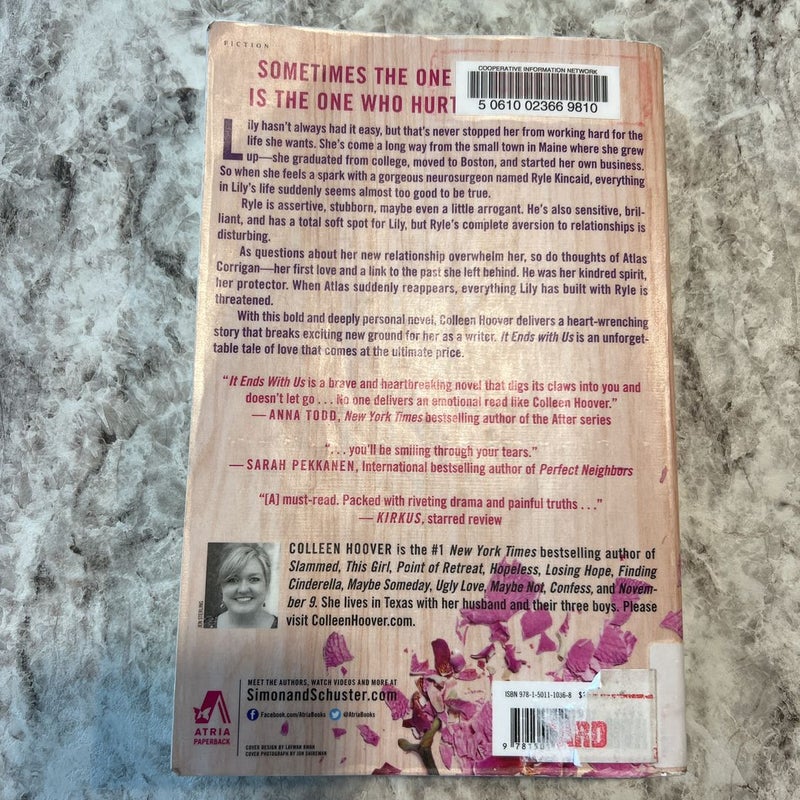 FICTION
SOMETIMES THE ONE
IS THE ONE WHO HURT
COOPERATIVE INFORMATION NETWORK
5 0610 02366 9810
Lily hasn't always had it easy, but that's never stopped her from working hard for the
life she wants. She's come a long way from the small town in Maine where she grew
up—she graduated from college, moved to Boston, and started her own business.
So when she feels a spark with a gorgeous neurosurgeon named Ryle Kincaid, everything
in Lily's life suddenly seems almost too good to be true.
Ryle is assertive, stubborn, maybe even a little arrogant. He's also sensitive, bril-
liant, and has a total soft spot for Lily, but Ryle's complete aversion to relationships is
disturbing.
As questions about her new relationship overwhelm her, so do thoughts of Atlas
Corrigan—her first love and a link to the past she left behind. He was her kindred spirit,
her protector. When Atlas suddenly reappears, everything Lily has built with Ryle is
threatened.
With this bold and deeply personal novel, Colleen Hoover delivers a heart-wrenching
story that breaks exciting new ground for her as a writer. It Ends with Us is an unforget-
table tale of love that comes at the ultimate price.
"It Ends With Us is a brave and heartbreaking novel that digs its claws into you and
doesn't let go . . . No one delivers an emotional read like Colleen Hoover."
— ANNA TODD, New York Times bestselling author of the After series
". . . you'll be smiling through your tears."
— SARAH PEKKANEN, International bestselling author of Perfect Neighbors
"[A] must-read. Packed with riveting drama and painful truths . . ."
— KIRKUS, starred review
COLLEEN HOOVER is the #1 New York Times bestselling author of
Slammed, This Girl, Point of Retreat, Hopeless, Losing Hope, Finding
Cinderella, Maybe Someday, Ugly Love, Maybe Not, Confess, and Novem-
ber 9. She lives in Texas with her husband and their three boys. Please
visit ColleenHoover.com.
MEET THE AUTHORS, WATCH VIDEOS AND MORE AT
SimonandSchuster.com
Facebook.com/AtriaBooks @AtriaBooks
ATRIA
PAPERBACK
COVER DESIGN BY LAYWAN KWAN
COVER PHOTOGRAPH BY JON SHIREMAN
ISBN 978-1-5011-1036-8